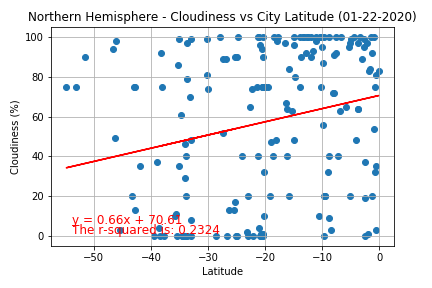 Northern Hemisphere - Cloudiness vs City Latitude (01-22-2020)
Cloudiness (%)
100
80
60
40
20
0
y = 0.66x + 70.61
The r-squared is: 0.2324
−50
−40
−30
−20
−10
0
Latitude